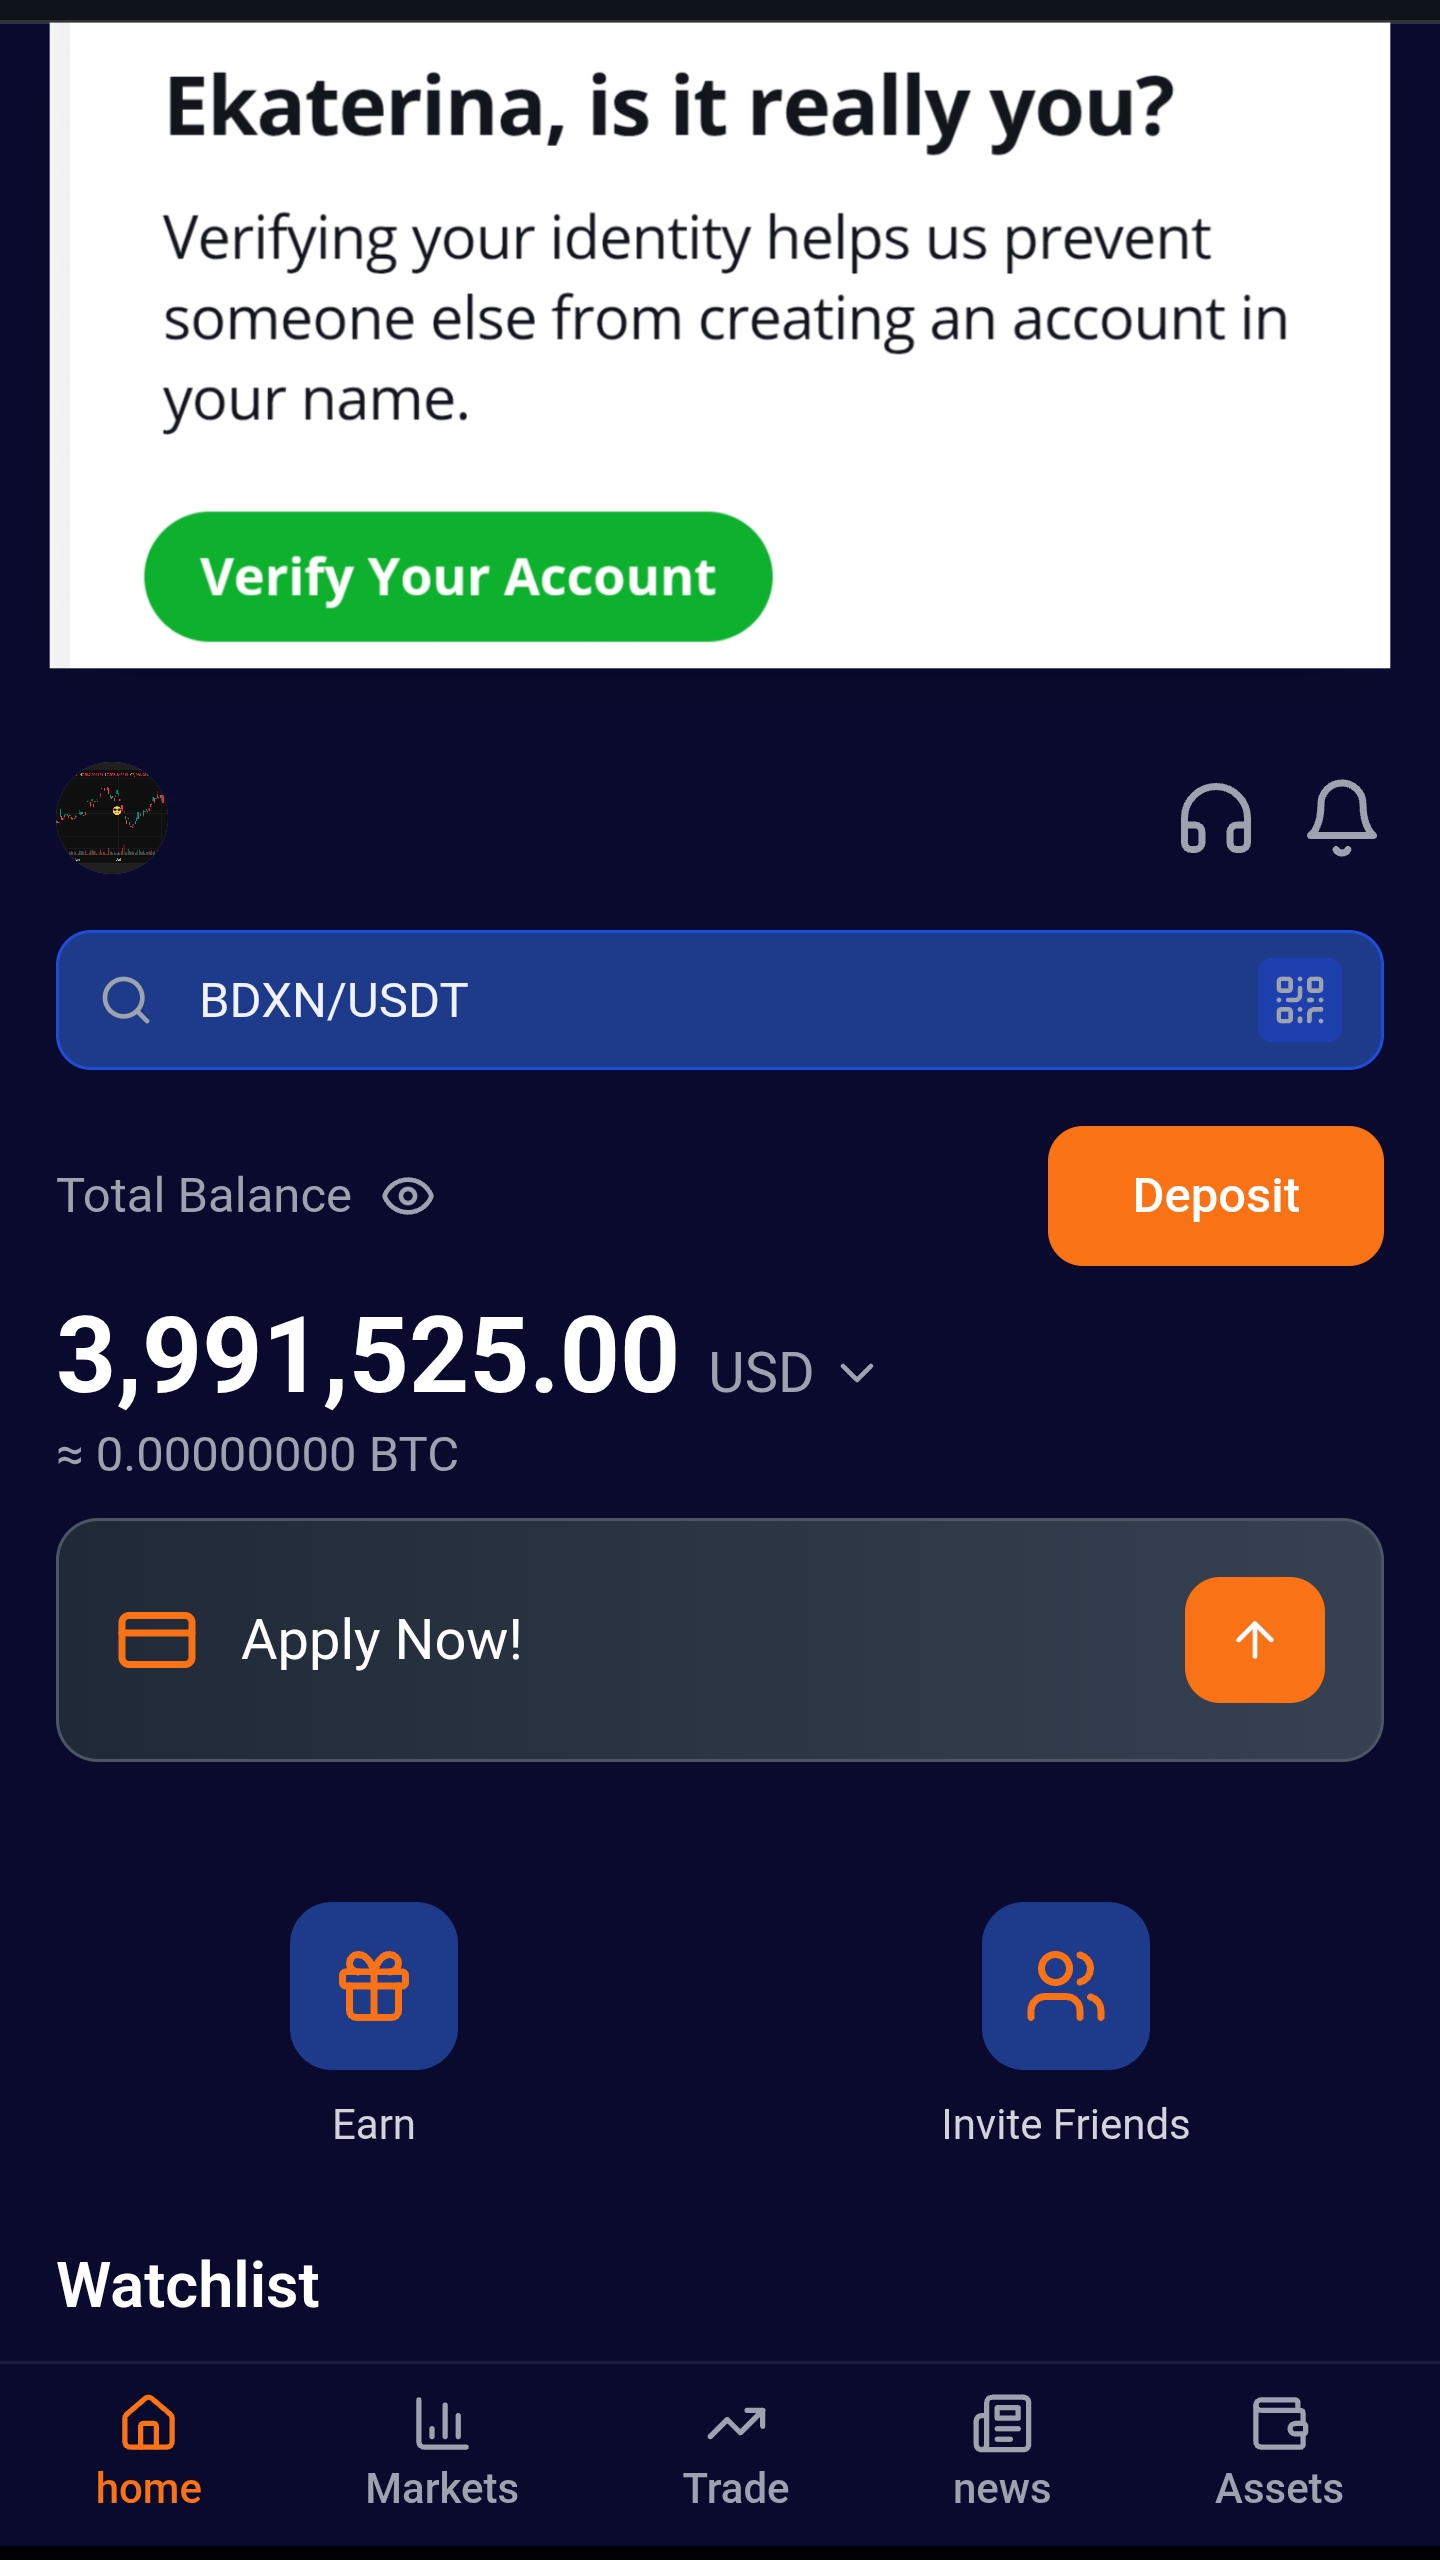 Ekaterina, is it really you?
Verifying your identity helps us prevent
someone else from creating an account in
your name.
Verify Your Account
BDXN/USDT
Total Balance
Deposit
3,991,525.00 USD
≈ 0.00000000 BTC
Apply Now!
Earn
Invite Friends
Watchlist
home
Markets
Trade
news
Assets